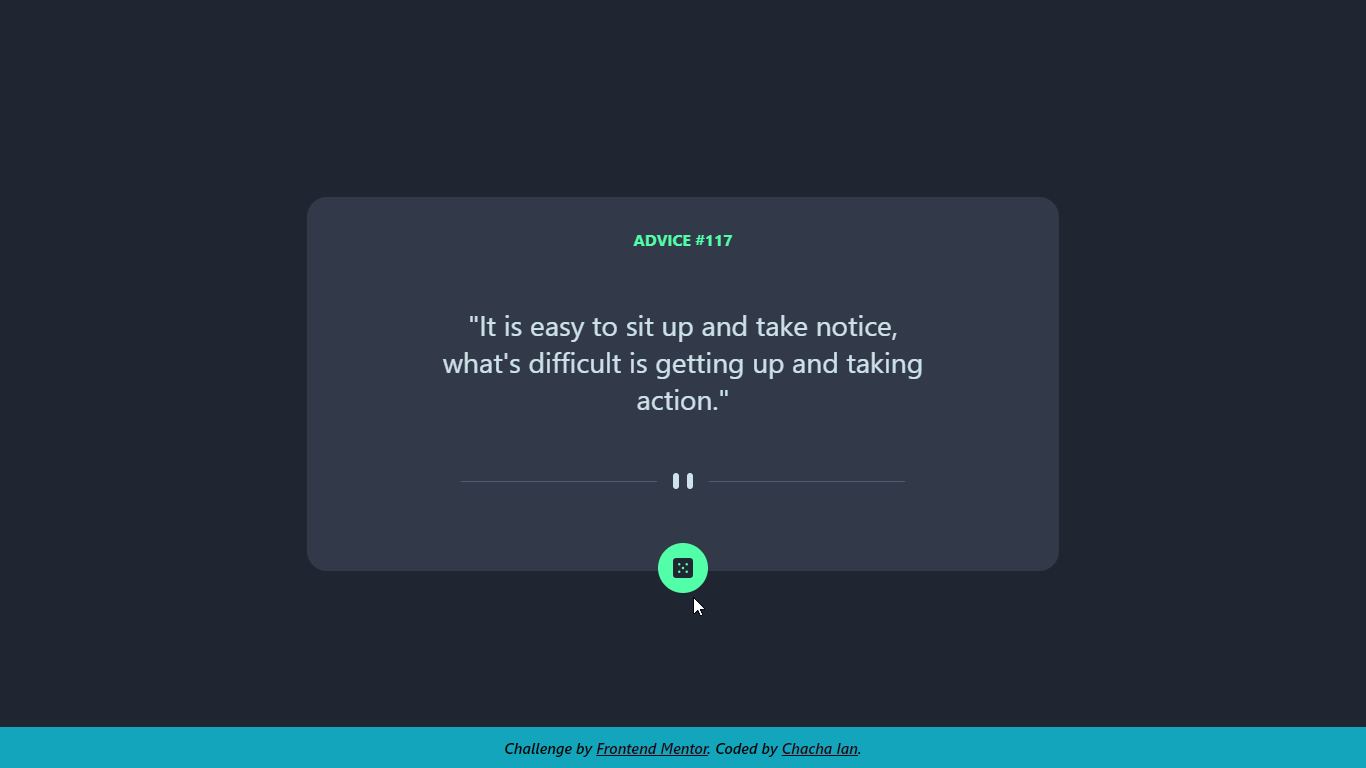 ADVICE #117
"It is easy to sit up and take notice,
what's difficult is getting up and taking
action."
Challenge by Frontend Mentor. Coded by Chacha Ian.